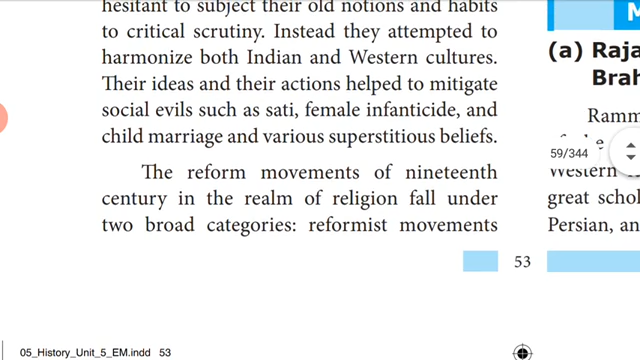 hesitant to subject their old notions and habits
to critical scrutiny. Instead they attempted to
harmonize both Indian and Western cultures.
Their ideas and their actions helped to mitigate
social evils such as sati, female infanticide, and
child marriage and various superstitious beliefs.
The reform movements of nineteenth
century in the realm of religion fall under
two broad categories: reformist movements
53
05_History_Unit_5_EM.indd 53
M
(a) Raja
Brah
Ramm
59/344
Western
great schol
Persian, an